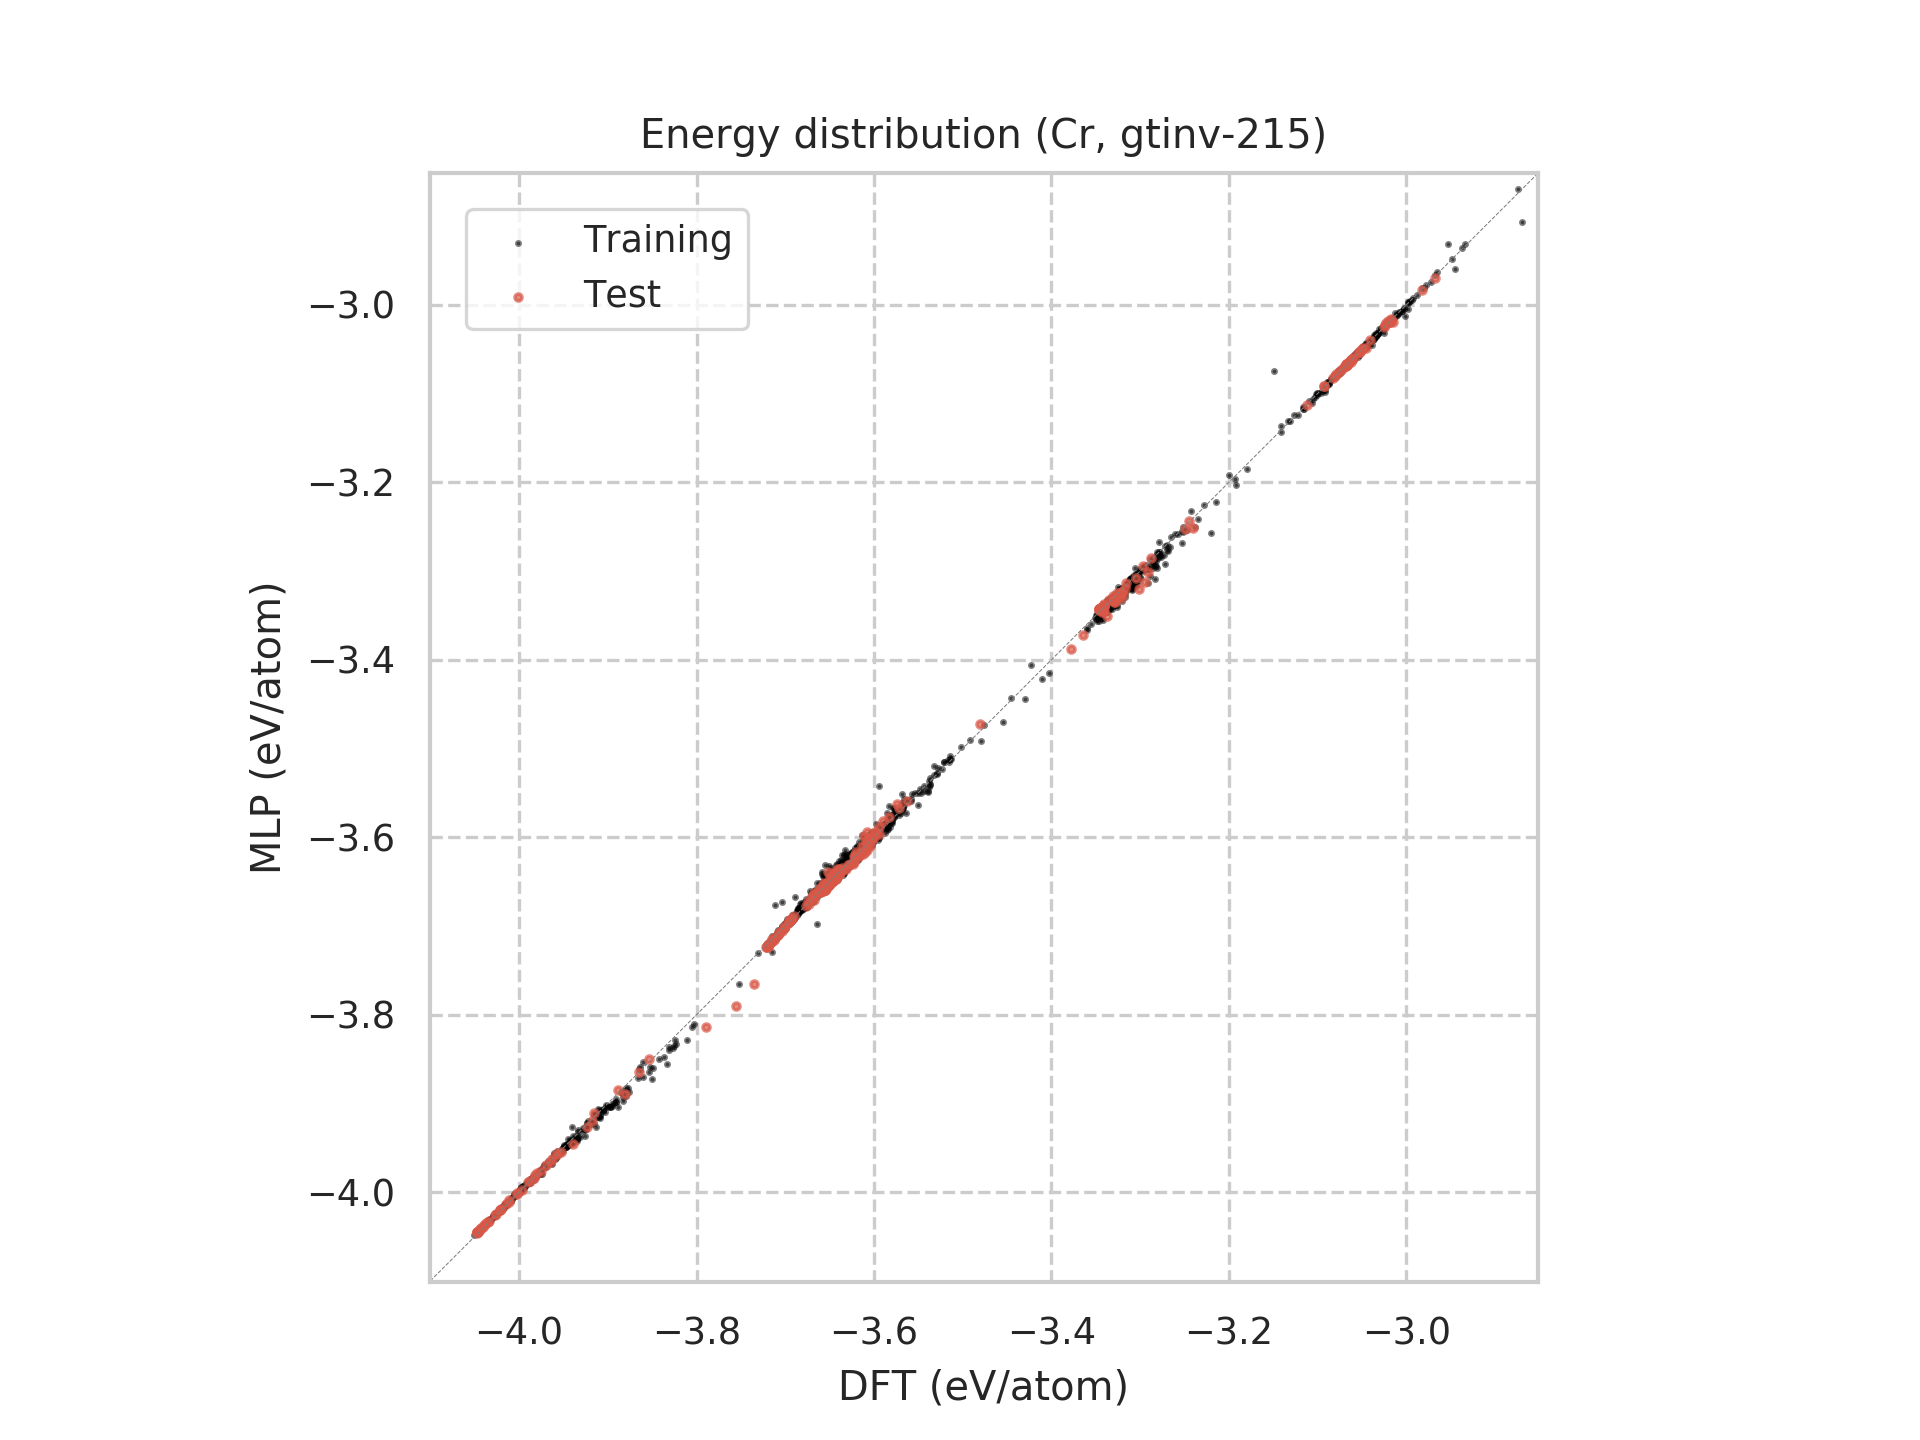 Energy distribution (Cr, gtinv-215)
Training
Test
−3.0
−3.2
−3.4
−3.6
−3.8
−4.0
MLP (eV/atom)
−4.0 −3.8 −3.6 −3.4 −3.2 −3.0
DFT (eV/atom)